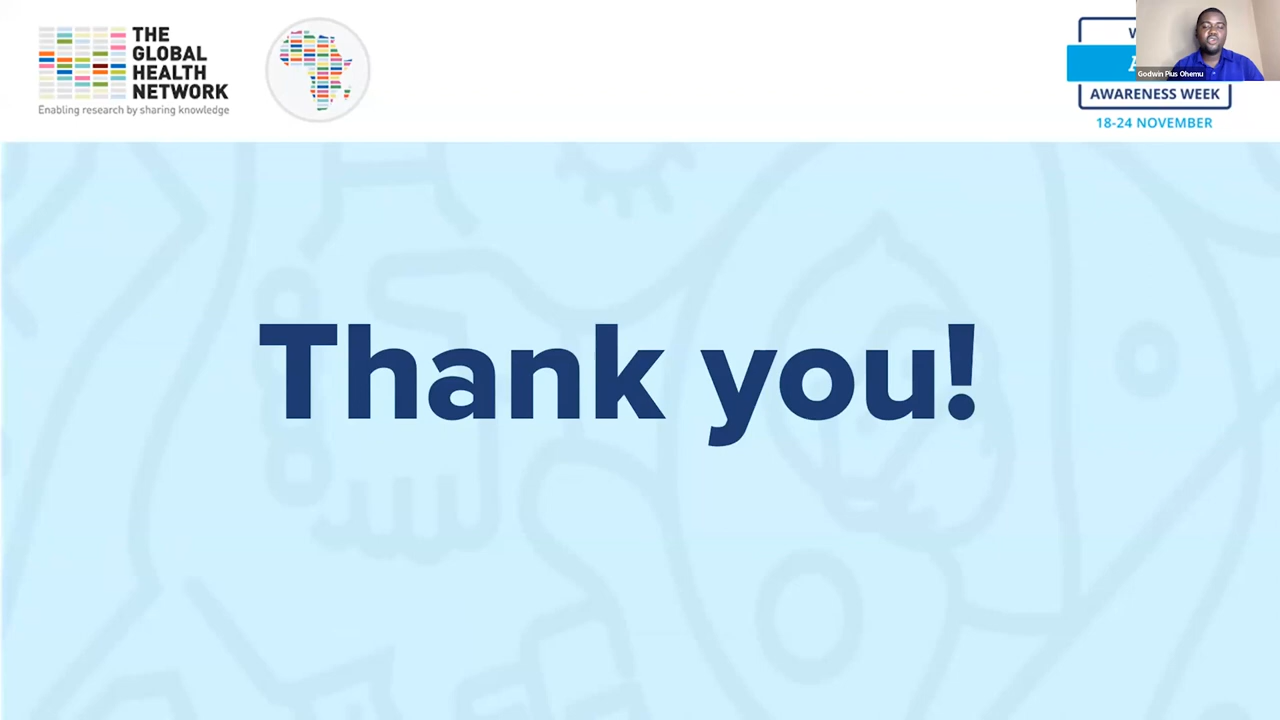 THE
GLOBAL
HEALTH
NETWORK
Enabling research by sharing knowledge
Godwin Pius Ohemu
AWARENESS WEEK
18-24 NOVEMBER
Thank you!